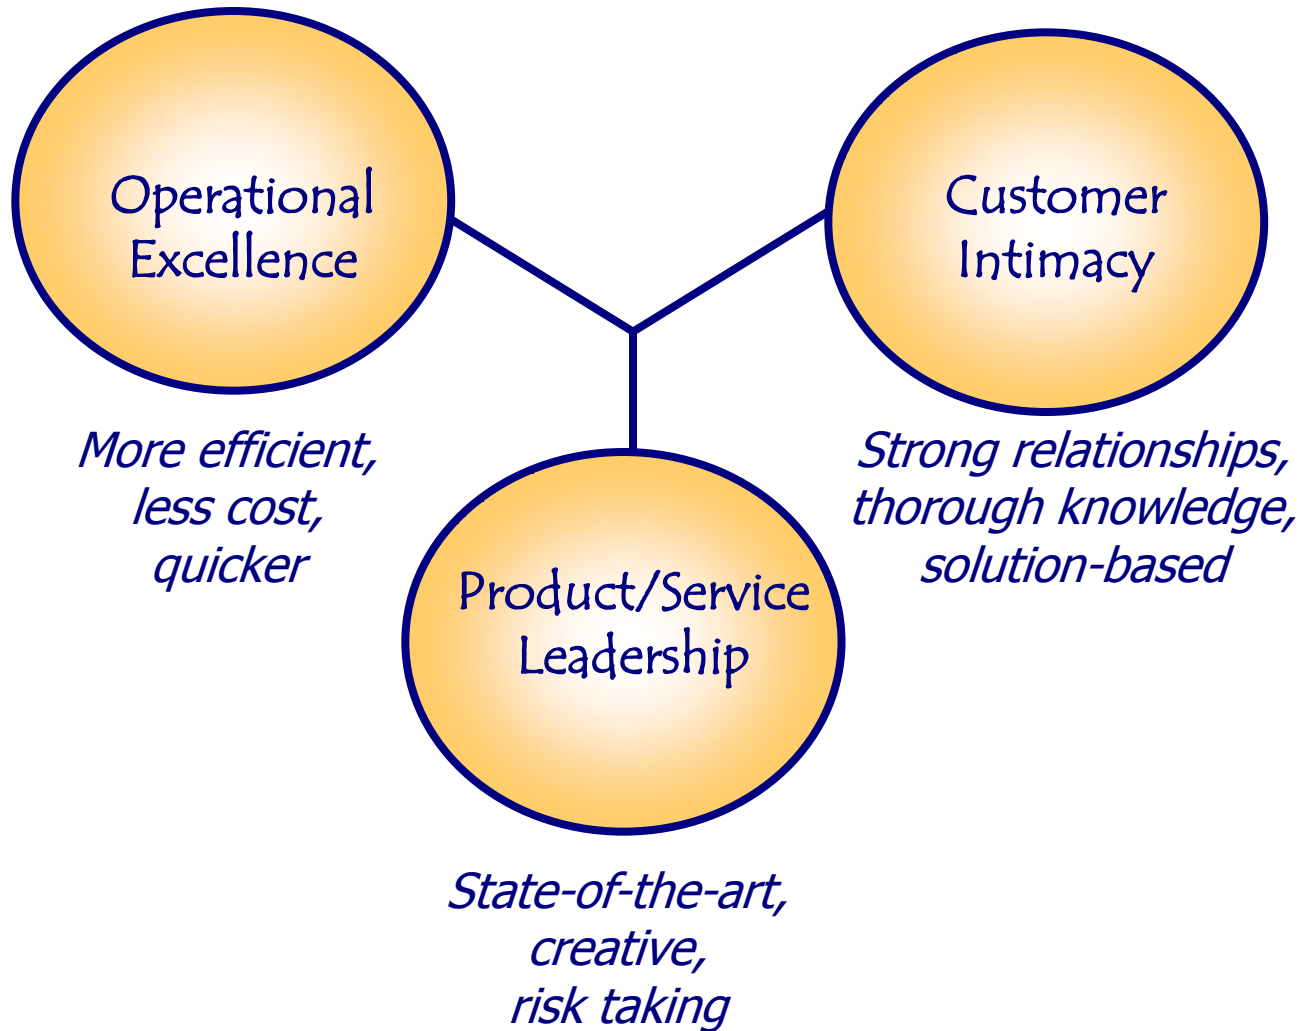 Operational
Excellence
Customer
Intimacy
More efficient,
less cost,
quicker
Strong relationships,
thorough knowledge,
solution-based
Product/Service
Leadership
State-of-the-art,
creative,
risk taking